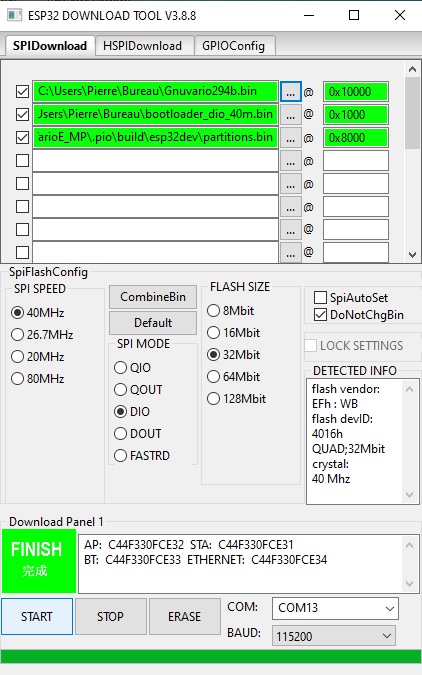 ESP32 DOWNLOAD TOOL V3.8.8
SPIDownload HSPIDownload GPIOConfig
C:\Users\Pierre\Bureau\Gnuvario294b.bin ... @ 0x10000
Jsers\Pierre\Bureau\bootloader_dio_40m.bin ... @ 0x1000
arioE_MP\.pio\build\esp32dev\partitions.bin ... @ 0x8000
... @
... @
... @
... @
... @
SpiFlashConfig
SPI SPEED
40MHz
26.7MHz
20MHz
80MHz
CombineBin
Default
SPI MODE
QIO
QOUT
DIO
DOUT
FASTRD
FLASH SIZE
8Mbit
16Mbit
32Mbit
64Mbit
128Mbit
SpiAutoSet
DoNotChgBin
LOCK SETTINGS
DETECTED INFO
flash vendor:
EFh : WB
flash devID:
4016h
QUAD;32Mbit
crystal:
40 Mhz
Download Panel 1
FINISH
完成
AP: C44F330FCE32 STA: C44F330FCE31
BT: C44F330FCE33 ETHERNET: C44F330FCE34
START STOP ERASE
COM: COM13
BAUD: 115200